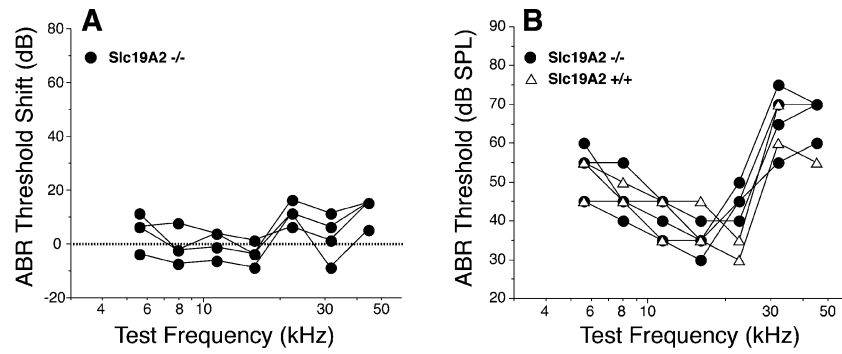 A
ABR Threshold Shift (dB)
80
60
40
20
0
-20
Slc19A2 -/-
4 6 8 10 30 50
Test Frequency (kHz)
B
ABR Threshold (dB SPL)
90
80
70
60
50
40
30
20
Slc19A2 -/-
Slc19A2 +/+
4 6 8 10 30 50
Test Frequency (kHz)